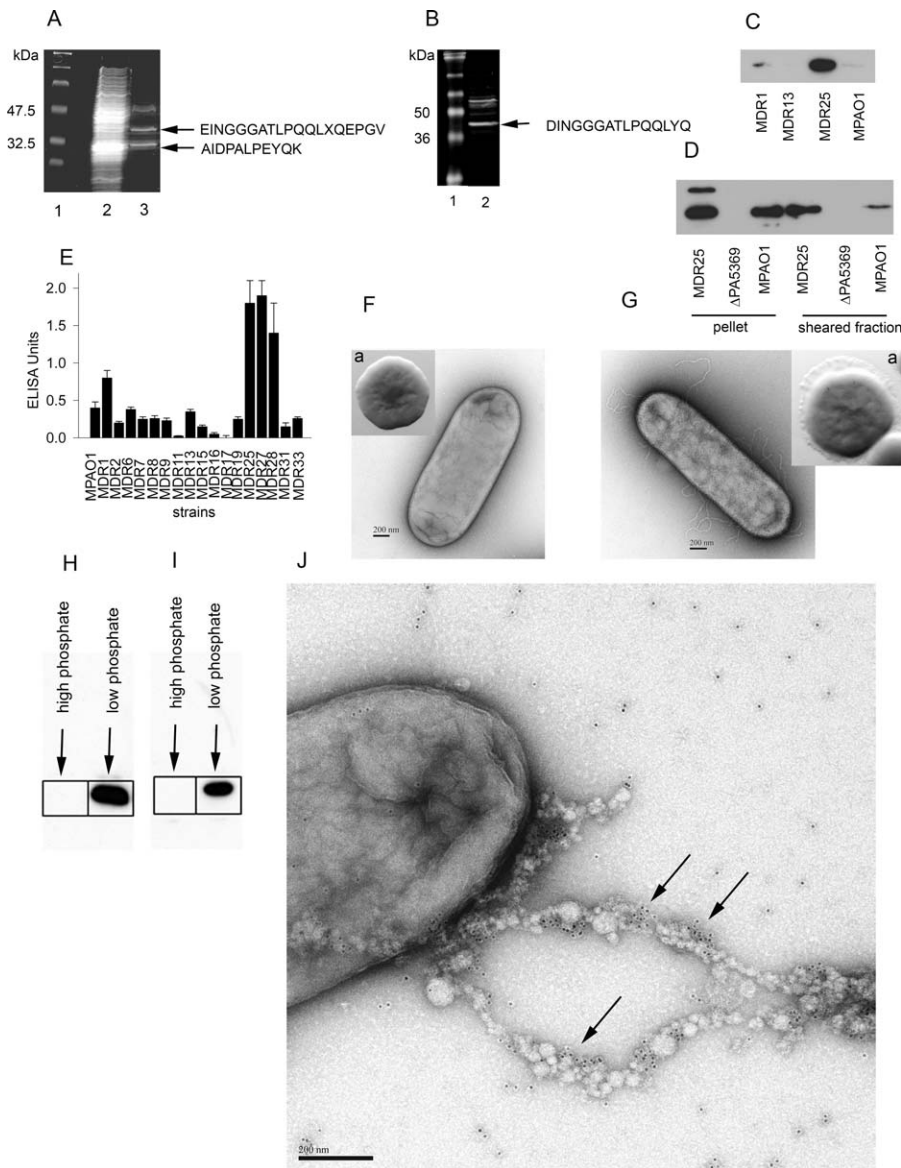 A
kDa
47.5
32.5
EINGGGATLPQQLXQEPGV
AIDPALPEYQK
1 2 3
B
50
36
DINGGGATLPQQLYQ
1 2
C
MDR1
MDR13
MDR25
MPAO1
D
MDR25
ΔPA5369
MPAO1
MDR25
ΔPA5369
MPAO1
pellet
sheared fraction
E
ELISA Units
2.0
1.5
1.0
0.5
0.0
MPAO1
MDR1
MDR2
MDR6
MDR7
MDR8
MDR9
MDR11
MDR13
MDR15
MDR16
MDR17
MDR19
MDR25
MDR27
MDR28
MDR31
MDR33
strains
F
a
200 nm
G
a
200 nm
H
high phosphate
low phosphate
I
high phosphate
low phosphate
J
200 nm